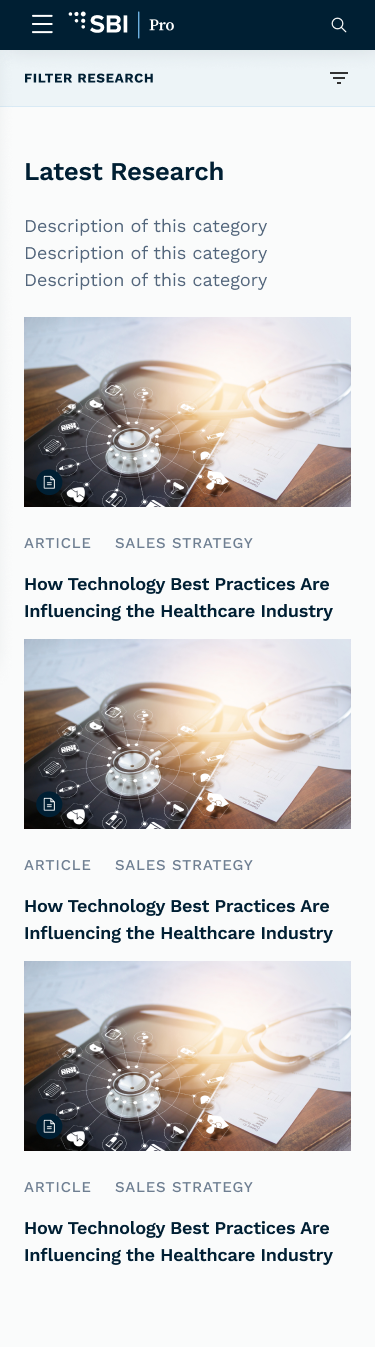 SBI Pro
FILTER RESEARCH
Latest Research
Description of this category
Description of this category
Description of this category
ARTICLE SALES STRATEGY
How Technology Best Practices Are
Influencing the Healthcare Industry
ARTICLE SALES STRATEGY
How Technology Best Practices Are
Influencing the Healthcare Industry
ARTICLE SALES STRATEGY
How Technology Best Practices Are
Influencing the Healthcare Industry